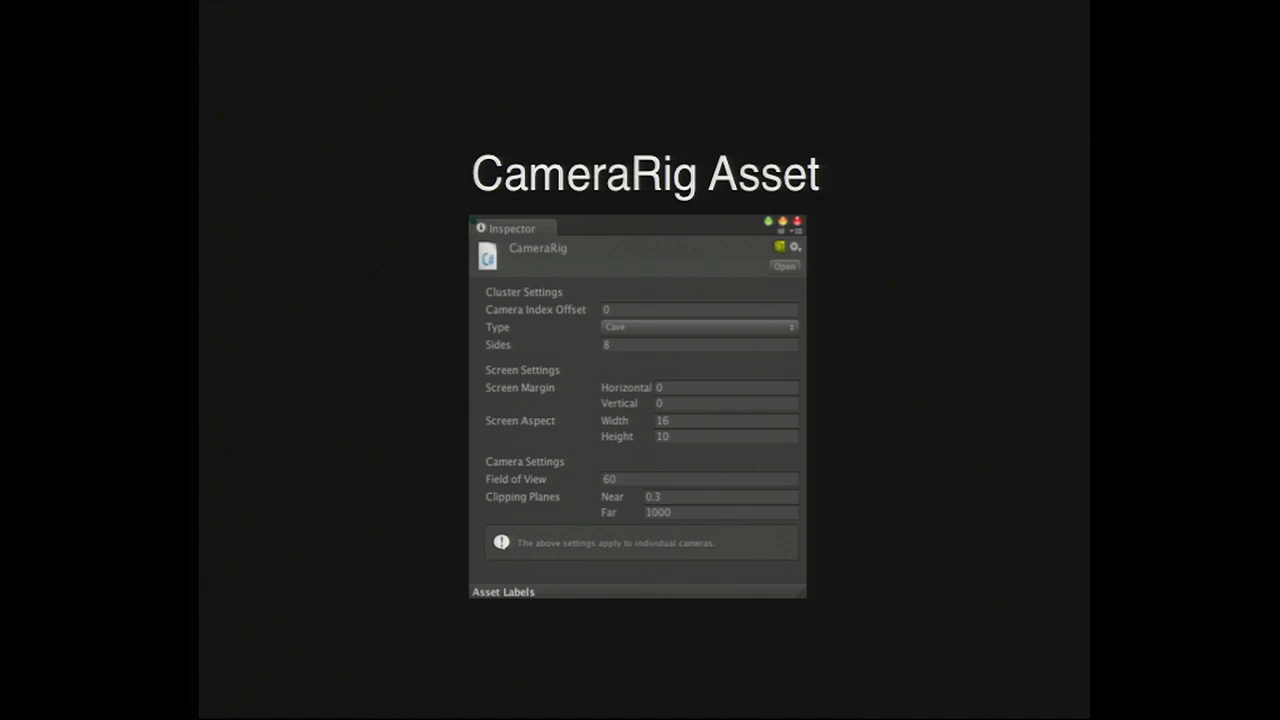 CameraRig Asset
Inspector
CameraRig
C#
Open
Cluster Settings
Camera Index Offset 0
Type Cave
Sides 8
Screen Settings
Screen Margin Horizontal 0
Vertical 0
Screen Aspect Width 16
Height 10
Camera Settings
Field of View 60
Clipping Planes Near 0.3
Far 1000
The above settings apply to individual cameras.
Asset Labels